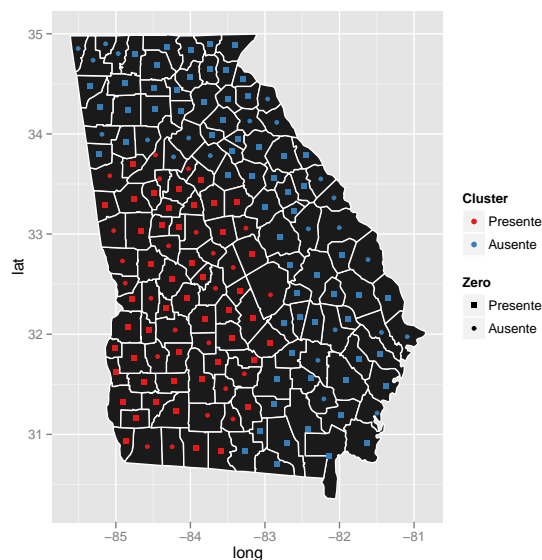 35
34
33
32
31
lat
−85
−84
−83
−82
−81
long
Cluster
Presente
Ausente
Zero
Presente
Ausente